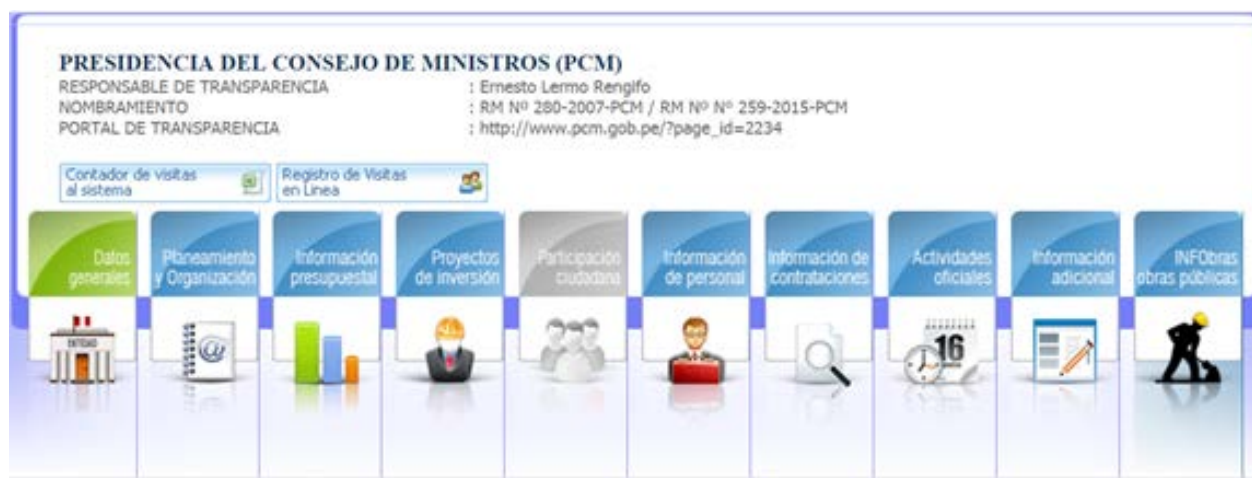 PRESIDENCIA DEL CONSEJO DE MINISTROS (PCM)
RESPONSABLE DE TRANSPARENCIA : Ernesto Lermo Rengifo
NOMBRAMIENTO : RM Nº 280-2007-PCM / RM Nº N° 259-2015-PCM
PORTAL DE TRANSPARENCIA : http://www.pcm.gob.pe/?page_id=2234
Contador de visitas
al sistema
Registro de Visitas
en Linea
Datos
generales
Planeamiento
y Organización
Información
presupuestal
Proyectos
de inversión
Participación
ciudadana
Información
de personal
Información de
contrataciones
Actividades
oficiales
Información
adicional
INFObras
obras públicas
ENTIDAD
@
16